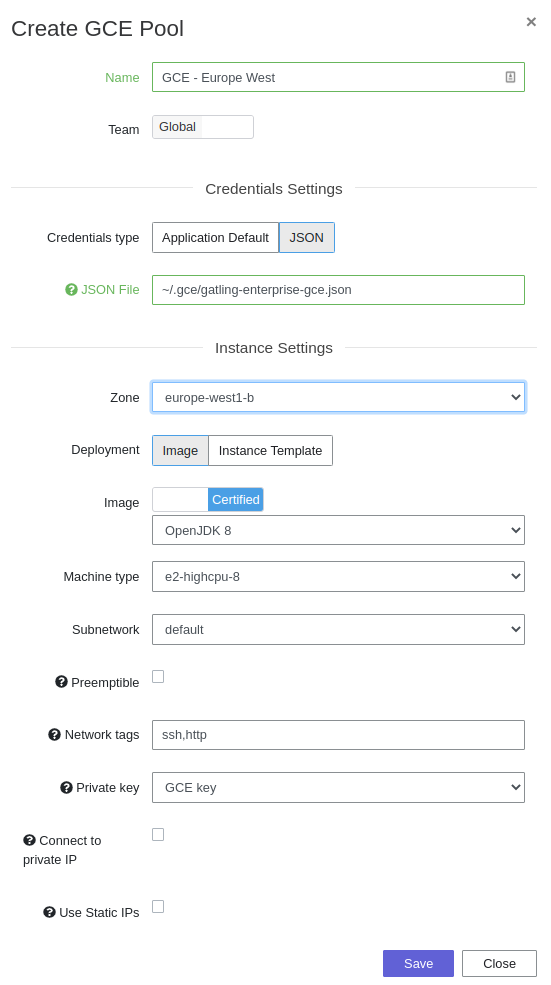 Create GCE Pool
×
Name
GCE - Europe West
Team
Global
Credentials Settings
Credentials type
Application Default
JSON
? JSON File
~/.gce/gatling-enterprise-gce.json
Instance Settings
Zone
europe-west1-b
Deployment
Image
Instance Template
Image
Certified
OpenJDK 8
Machine type
e2-highcpu-8
Subnetwork
default
? Preemptible
? Network tags
ssh,http
? Private key
GCE key
? Connect to
private IP
? Use Static IPs
Save
Close